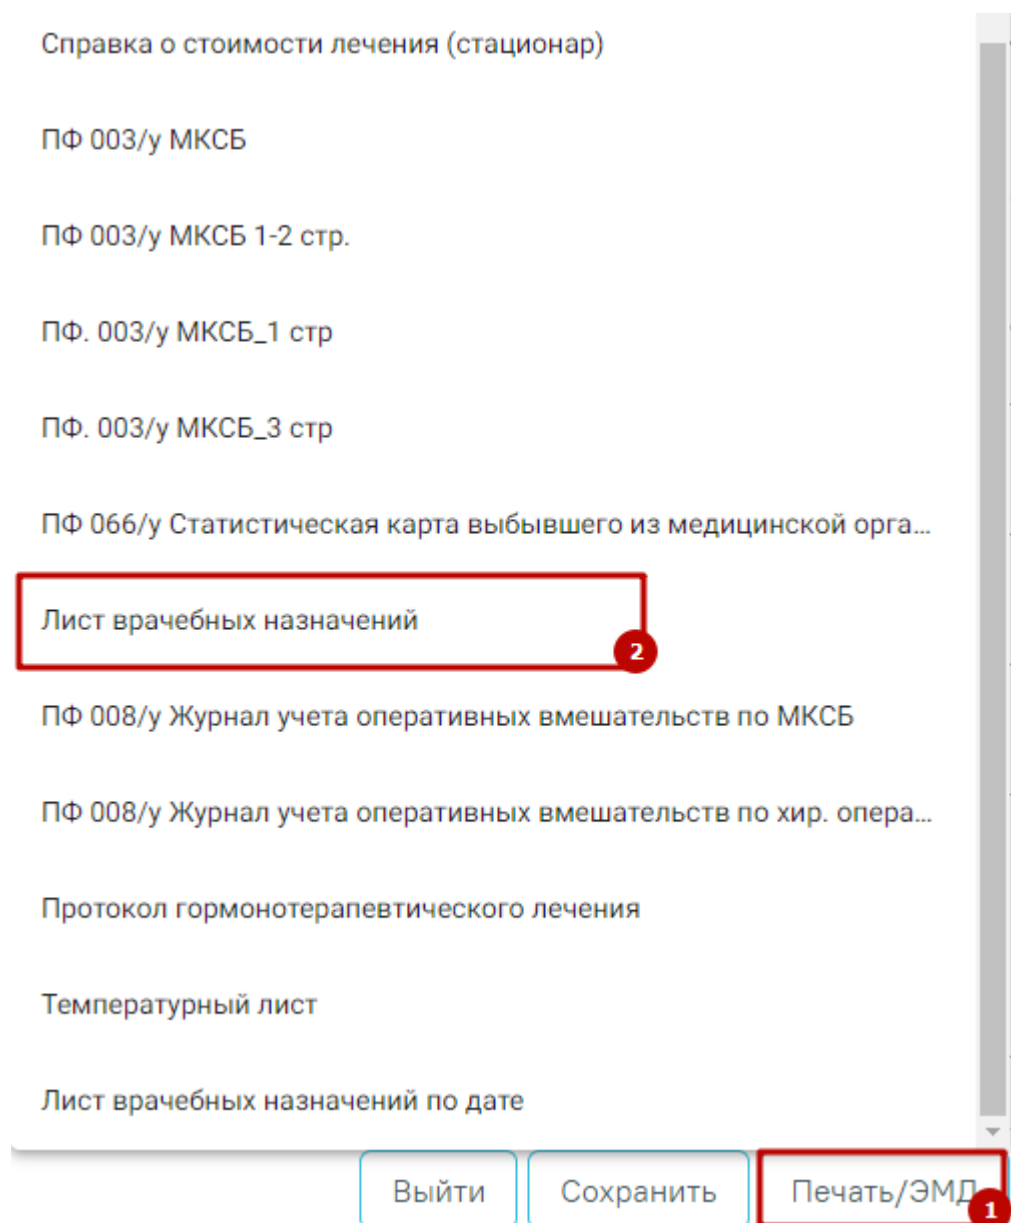 Справка о стоимости лечения (стационар)
ПФ 003/у МКСБ
ПФ 003/у МКСБ 1-2 стр.
ПФ. 003/у МКСБ_1 стр
ПФ. 003/у МКСБ_3 стр
ПФ 066/у Статистическая карта выбывшего из медицинской орга...
Лист врачебных назначений
2
ПФ 008/у Журнал учета оперативных вмешательств по МКСБ
ПФ 008/у Журнал учета оперативных вмешательств по хир. опера...
Протокол гормонотерапевтического лечения
Температурный лист
Лист врачебных назначений по дате
Выйти Сохранить Печать/ЭМД 1